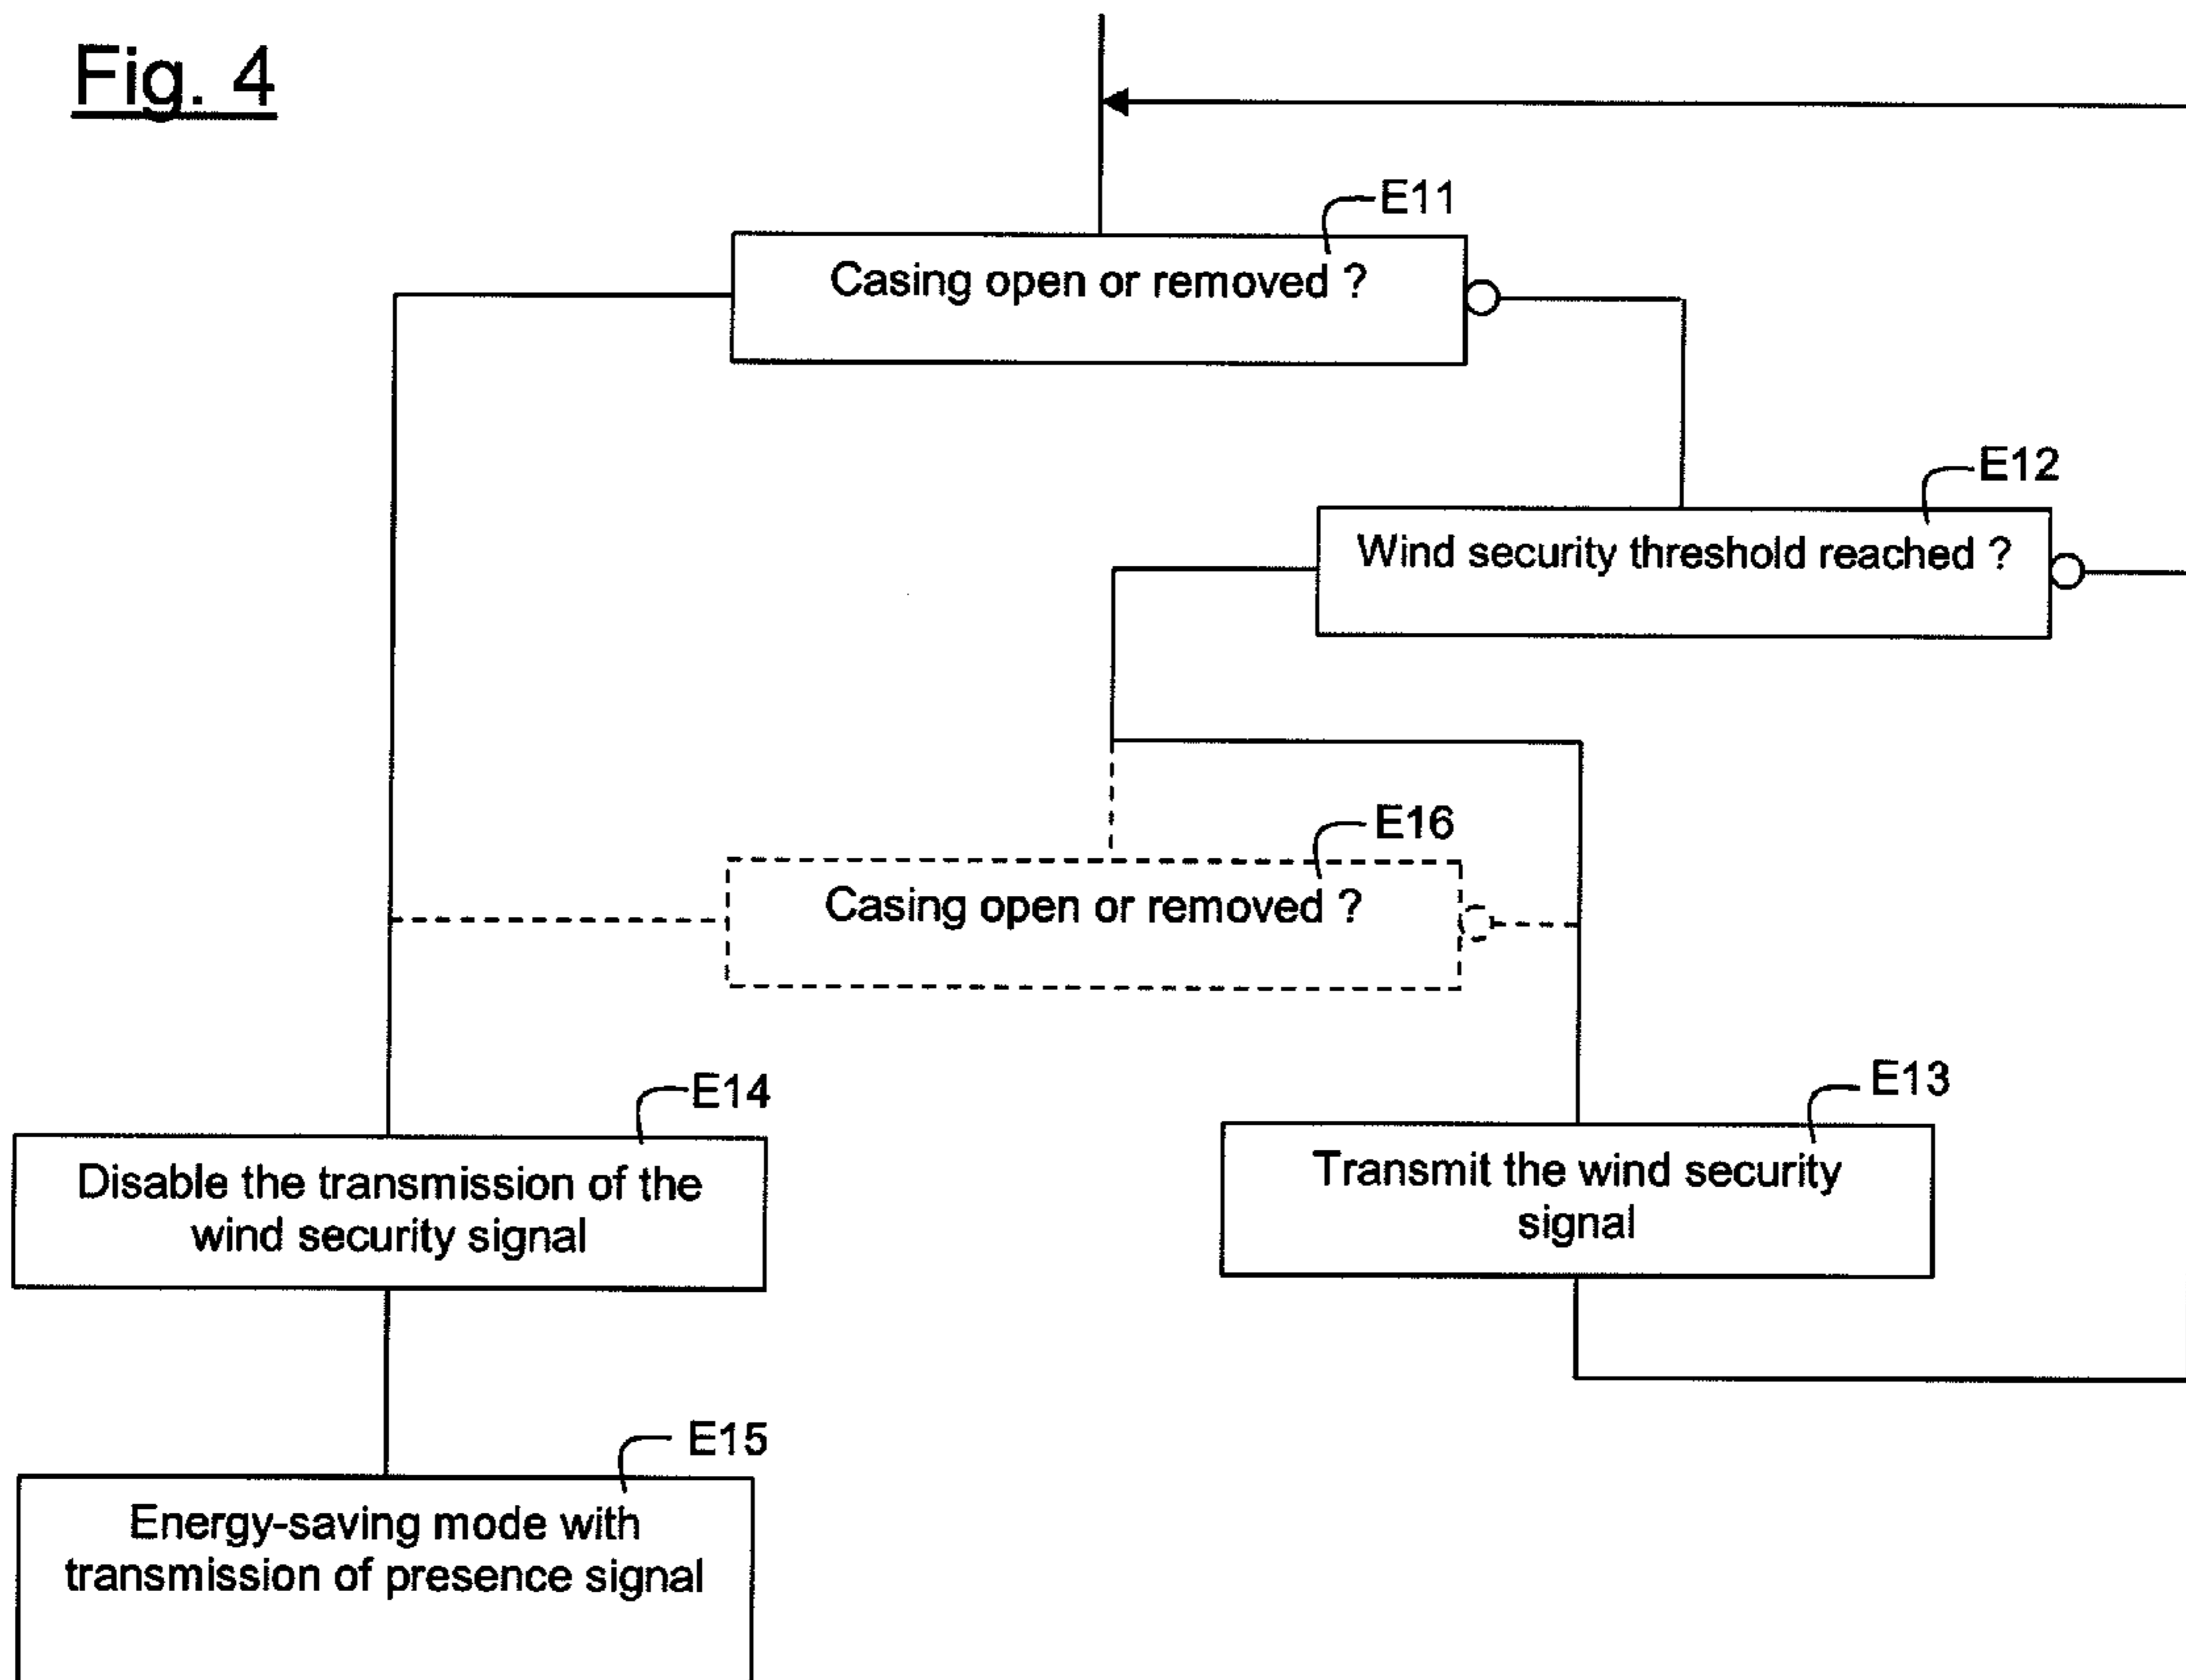 Fig. 4
E11
Casing open or removed ?
E12
Wind security threshold reached ?
E16
Casing open or removed ?
E14
Disable the transmission of the
wind security signal
E13
Transmit the wind security
signal
E15
Energy-saving mode with
transmission of presence signal